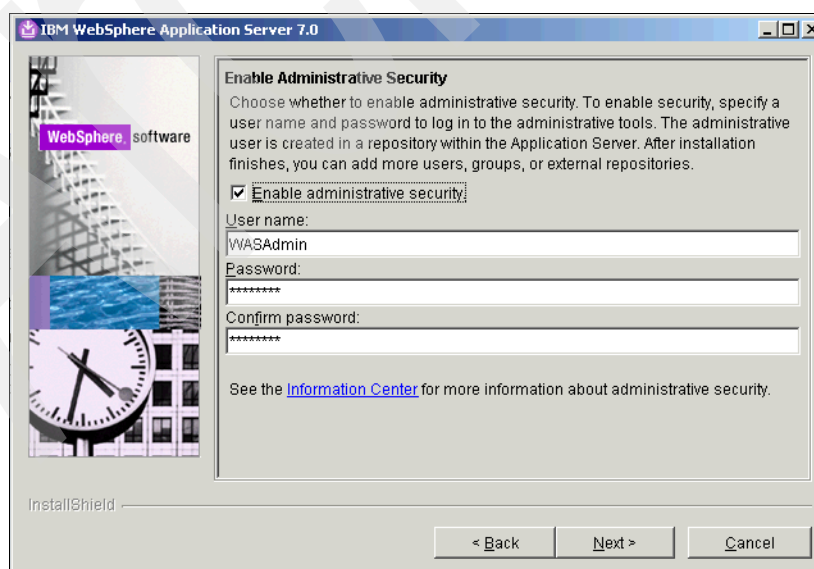 IBM WebSphere Application Server 7.0
WebSphere. software
Enable Administrative Security
Choose whether to enable administrative security. To enable security, specify a
user name and password to log in to the administrative tools. The administrative
user is created in a repository within the Application Server. After installation
finishes, you can add more users, groups, or external repositories.
Enable administrative security.
User name:
WASAdmin
Password:
********
Confirm password:
********
See the Information Center for more information about administrative security.
InstallShield
< Back
Next >
Cancel